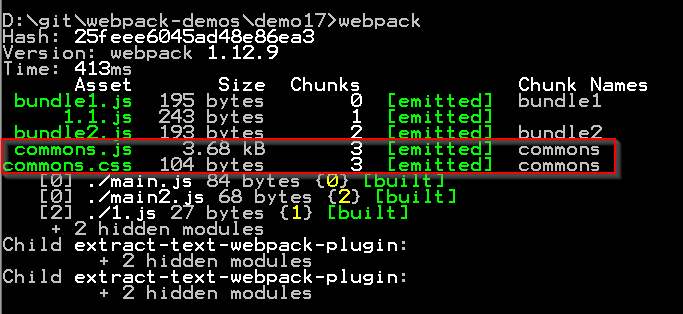 D:\git\webpack-demos\demo17>webpack
Hash: 25feee6045ad48e86ea3
Version: webpack 1.12.9
Time: 413ms
Asset Size Chunks Chunk Names
bundle1.js 195 bytes 0 [emitted] bundle1
1.1.js 243 bytes 1 [emitted]
bundle2.js 193 bytes 2 [emitted] bundle2
commons.js 3.68 kB 3 [emitted] commons
commons.css 104 bytes 3 [emitted] commons
[0] ./main.js 84 bytes {0} [built]
[0] ./main2.js 68 bytes {2} [built]
[2] ./1.js 27 bytes {1} [built]
+ 2 hidden modules
Child extract-text-webpack-plugin:
+ 2 hidden modules
Child extract-text-webpack-plugin:
+ 2 hidden modules